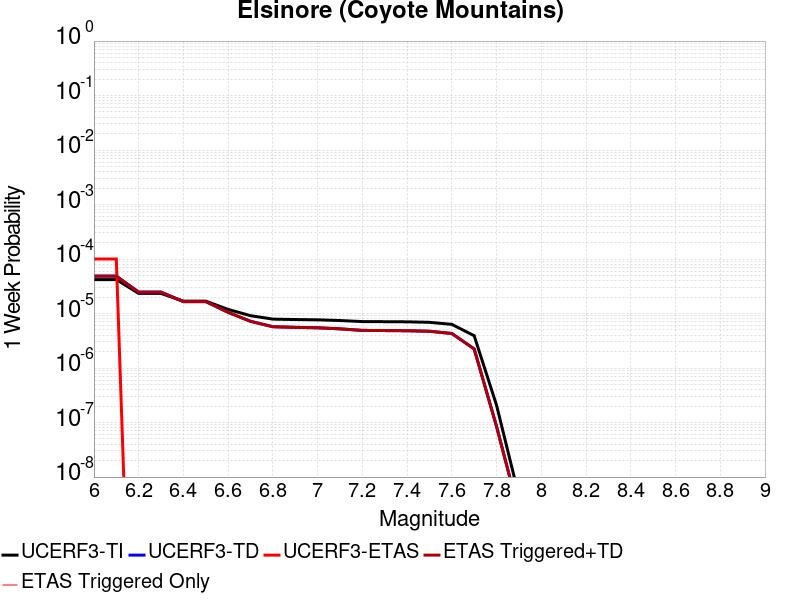 Elsinore (Coyote Mountains)
10 0
10 -1
10 -2
10 -3
10 -4
10 -5
10 -6
10 -7
10 -8
1 Week Probability
6 6.2 6.4 6.6 6.8 7 7.2 7.4 7.6 7.8 8 8.2 8.4 8.6 8.8 9
Magnitude
UCERF3-TI UCERF3-TD UCERF3-ETAS ETAS Triggered+TD
ETAS Triggered Only